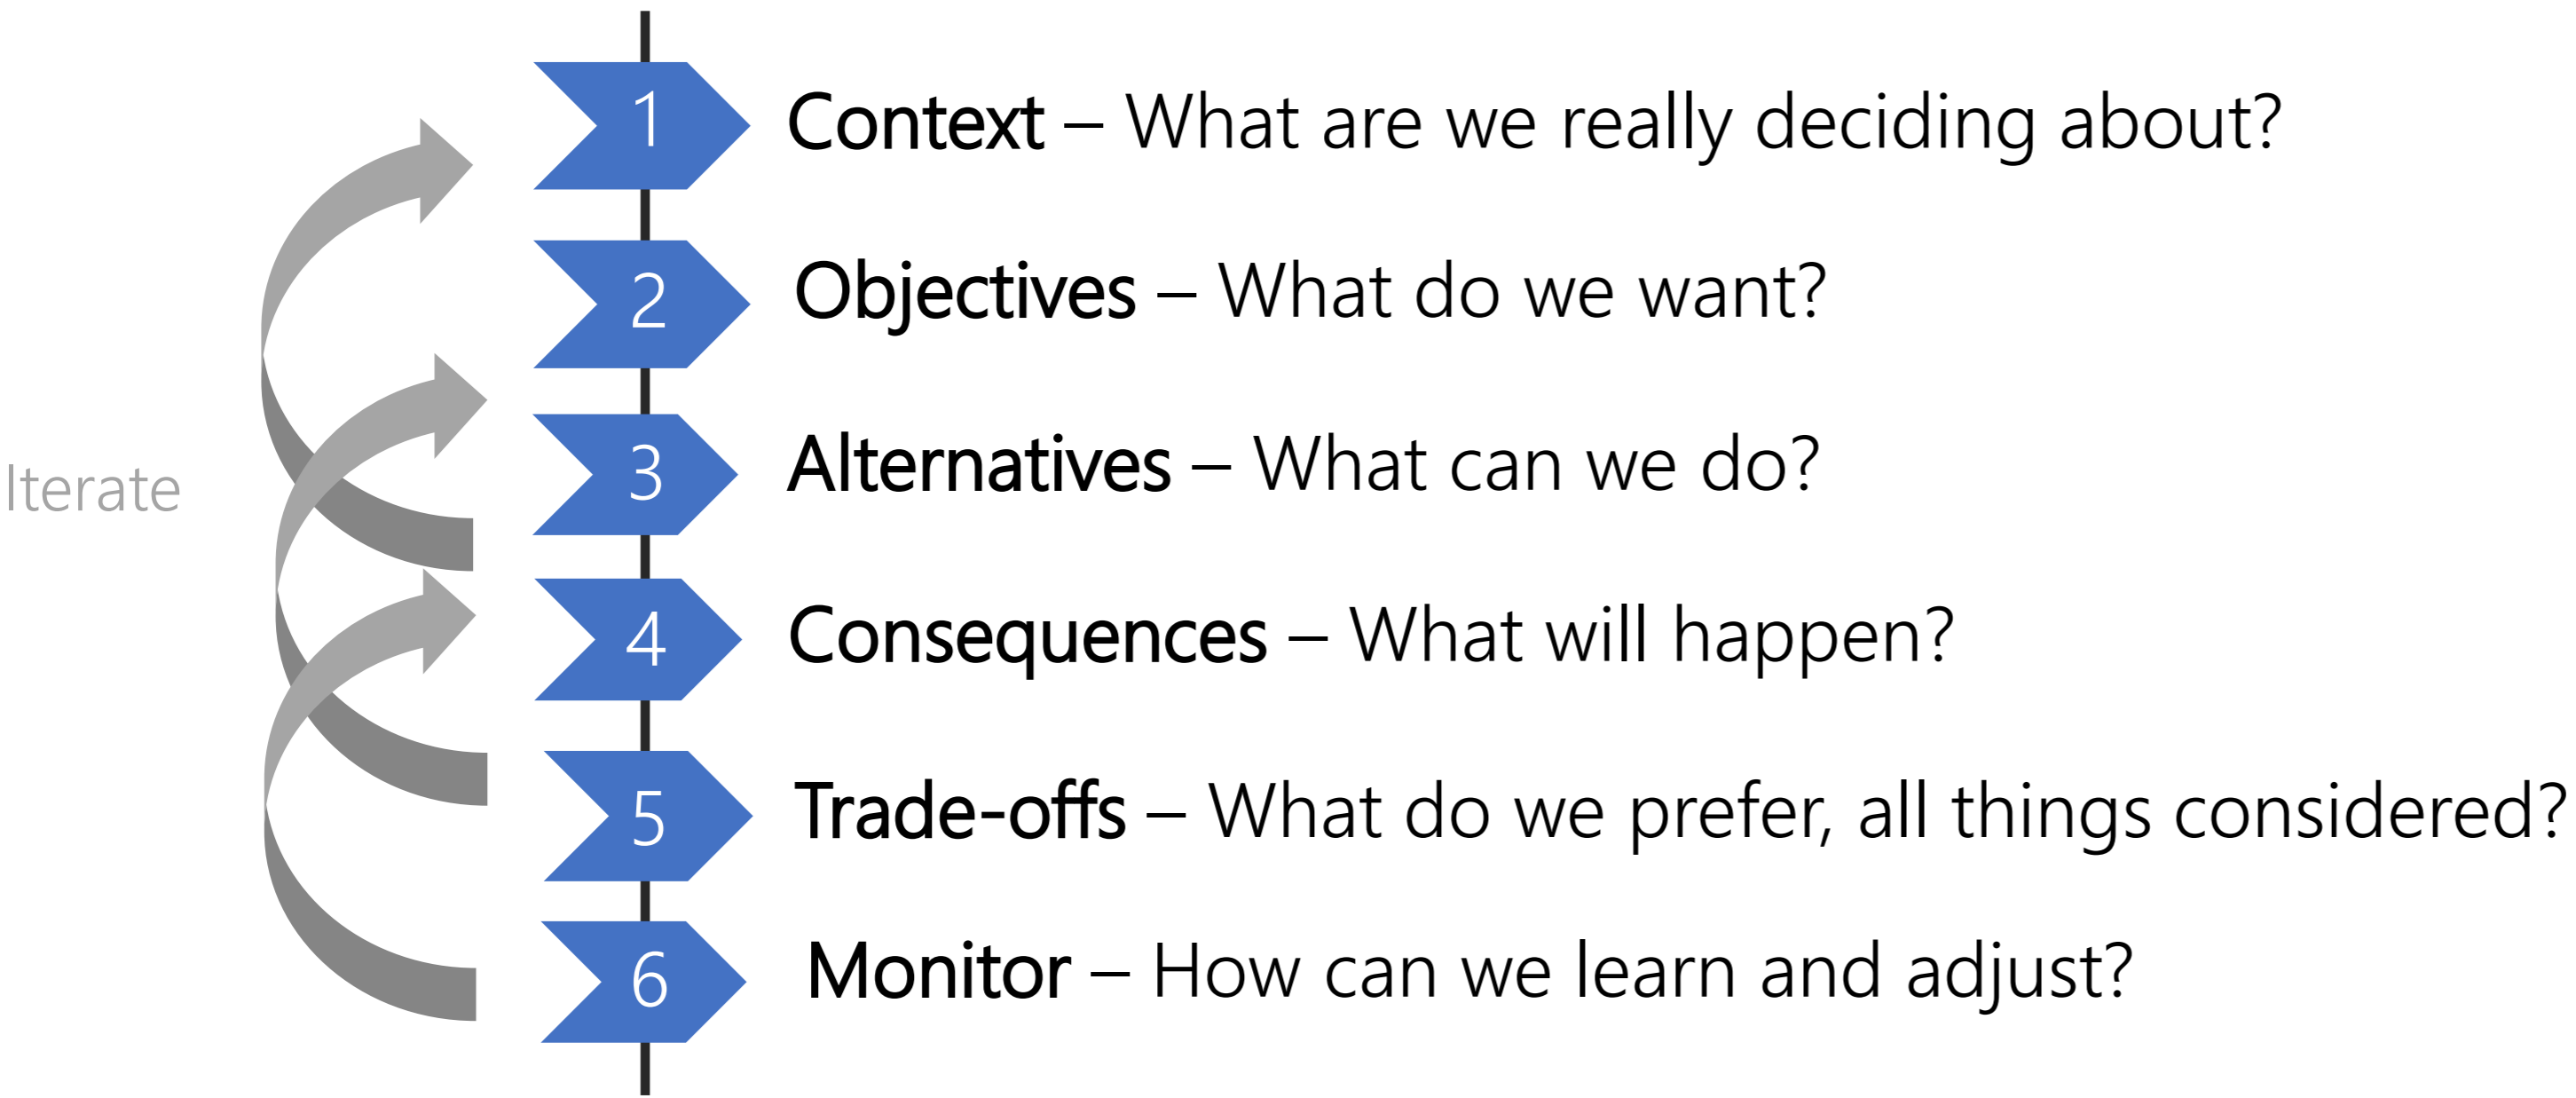 1 Context – What are we really deciding about?
2 Objectives – What do we want?
3 Alternatives – What can we do?
Iterate
4 Consequences – What will happen?
5 Trade-offs – What do we prefer, all things considered?
6 Monitor – How can we learn and adjust?